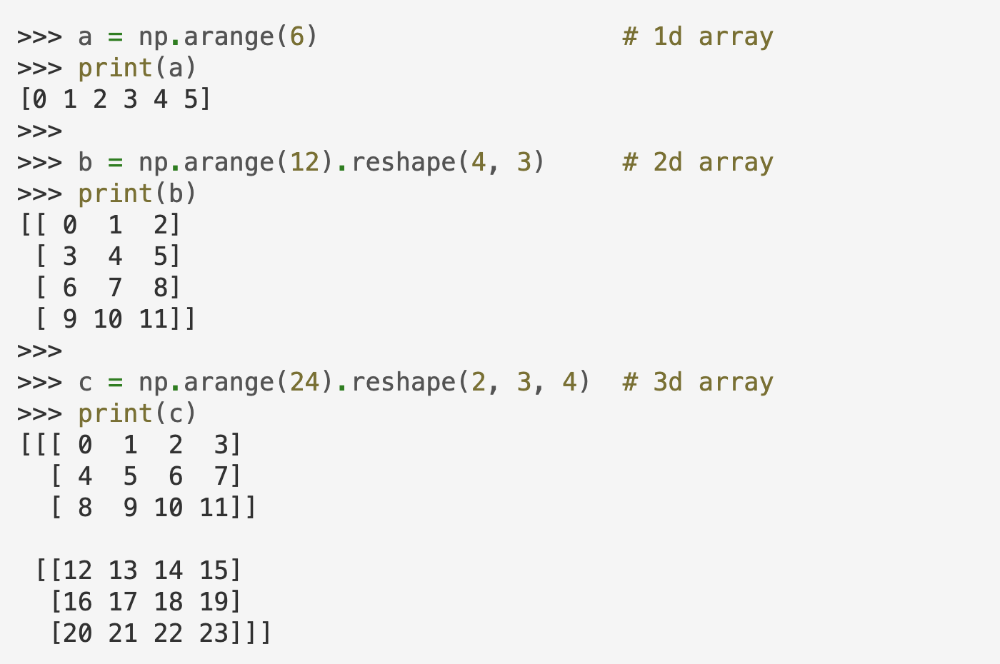 >>> a = np.arange(6)                    # 1d array
>>> print(a)
[0 1 2 3 4 5]
>>>
>>> b = np.arange(12).reshape(4, 3)     # 2d array
>>> print(b)
[[ 0  1  2]
 [ 3  4  5]
 [ 6  7  8]
 [ 9 10 11]]
>>>
>>> c = np.arange(24).reshape(2, 3, 4)  # 3d array
>>> print(c)
[[[ 0  1  2  3]
  [ 4  5  6  7]
  [ 8  9 10 11]]

 [[12 13 14 15]
  [16 17 18 19]
  [20 21 22 23]]]